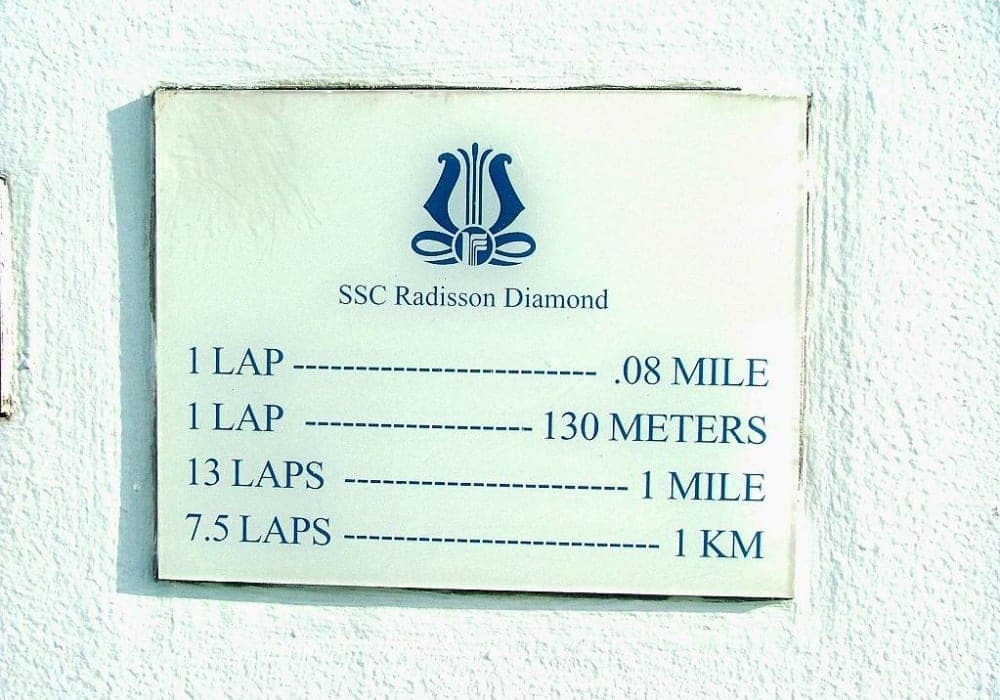 SSC Radisson Diamond
1 LAP ------------------------ .08 MILE
1 LAP ------------------ 130 METERS
13 LAPS ---------------------- 1 MILE
7.5 LAPS ------------------------- 1 KM